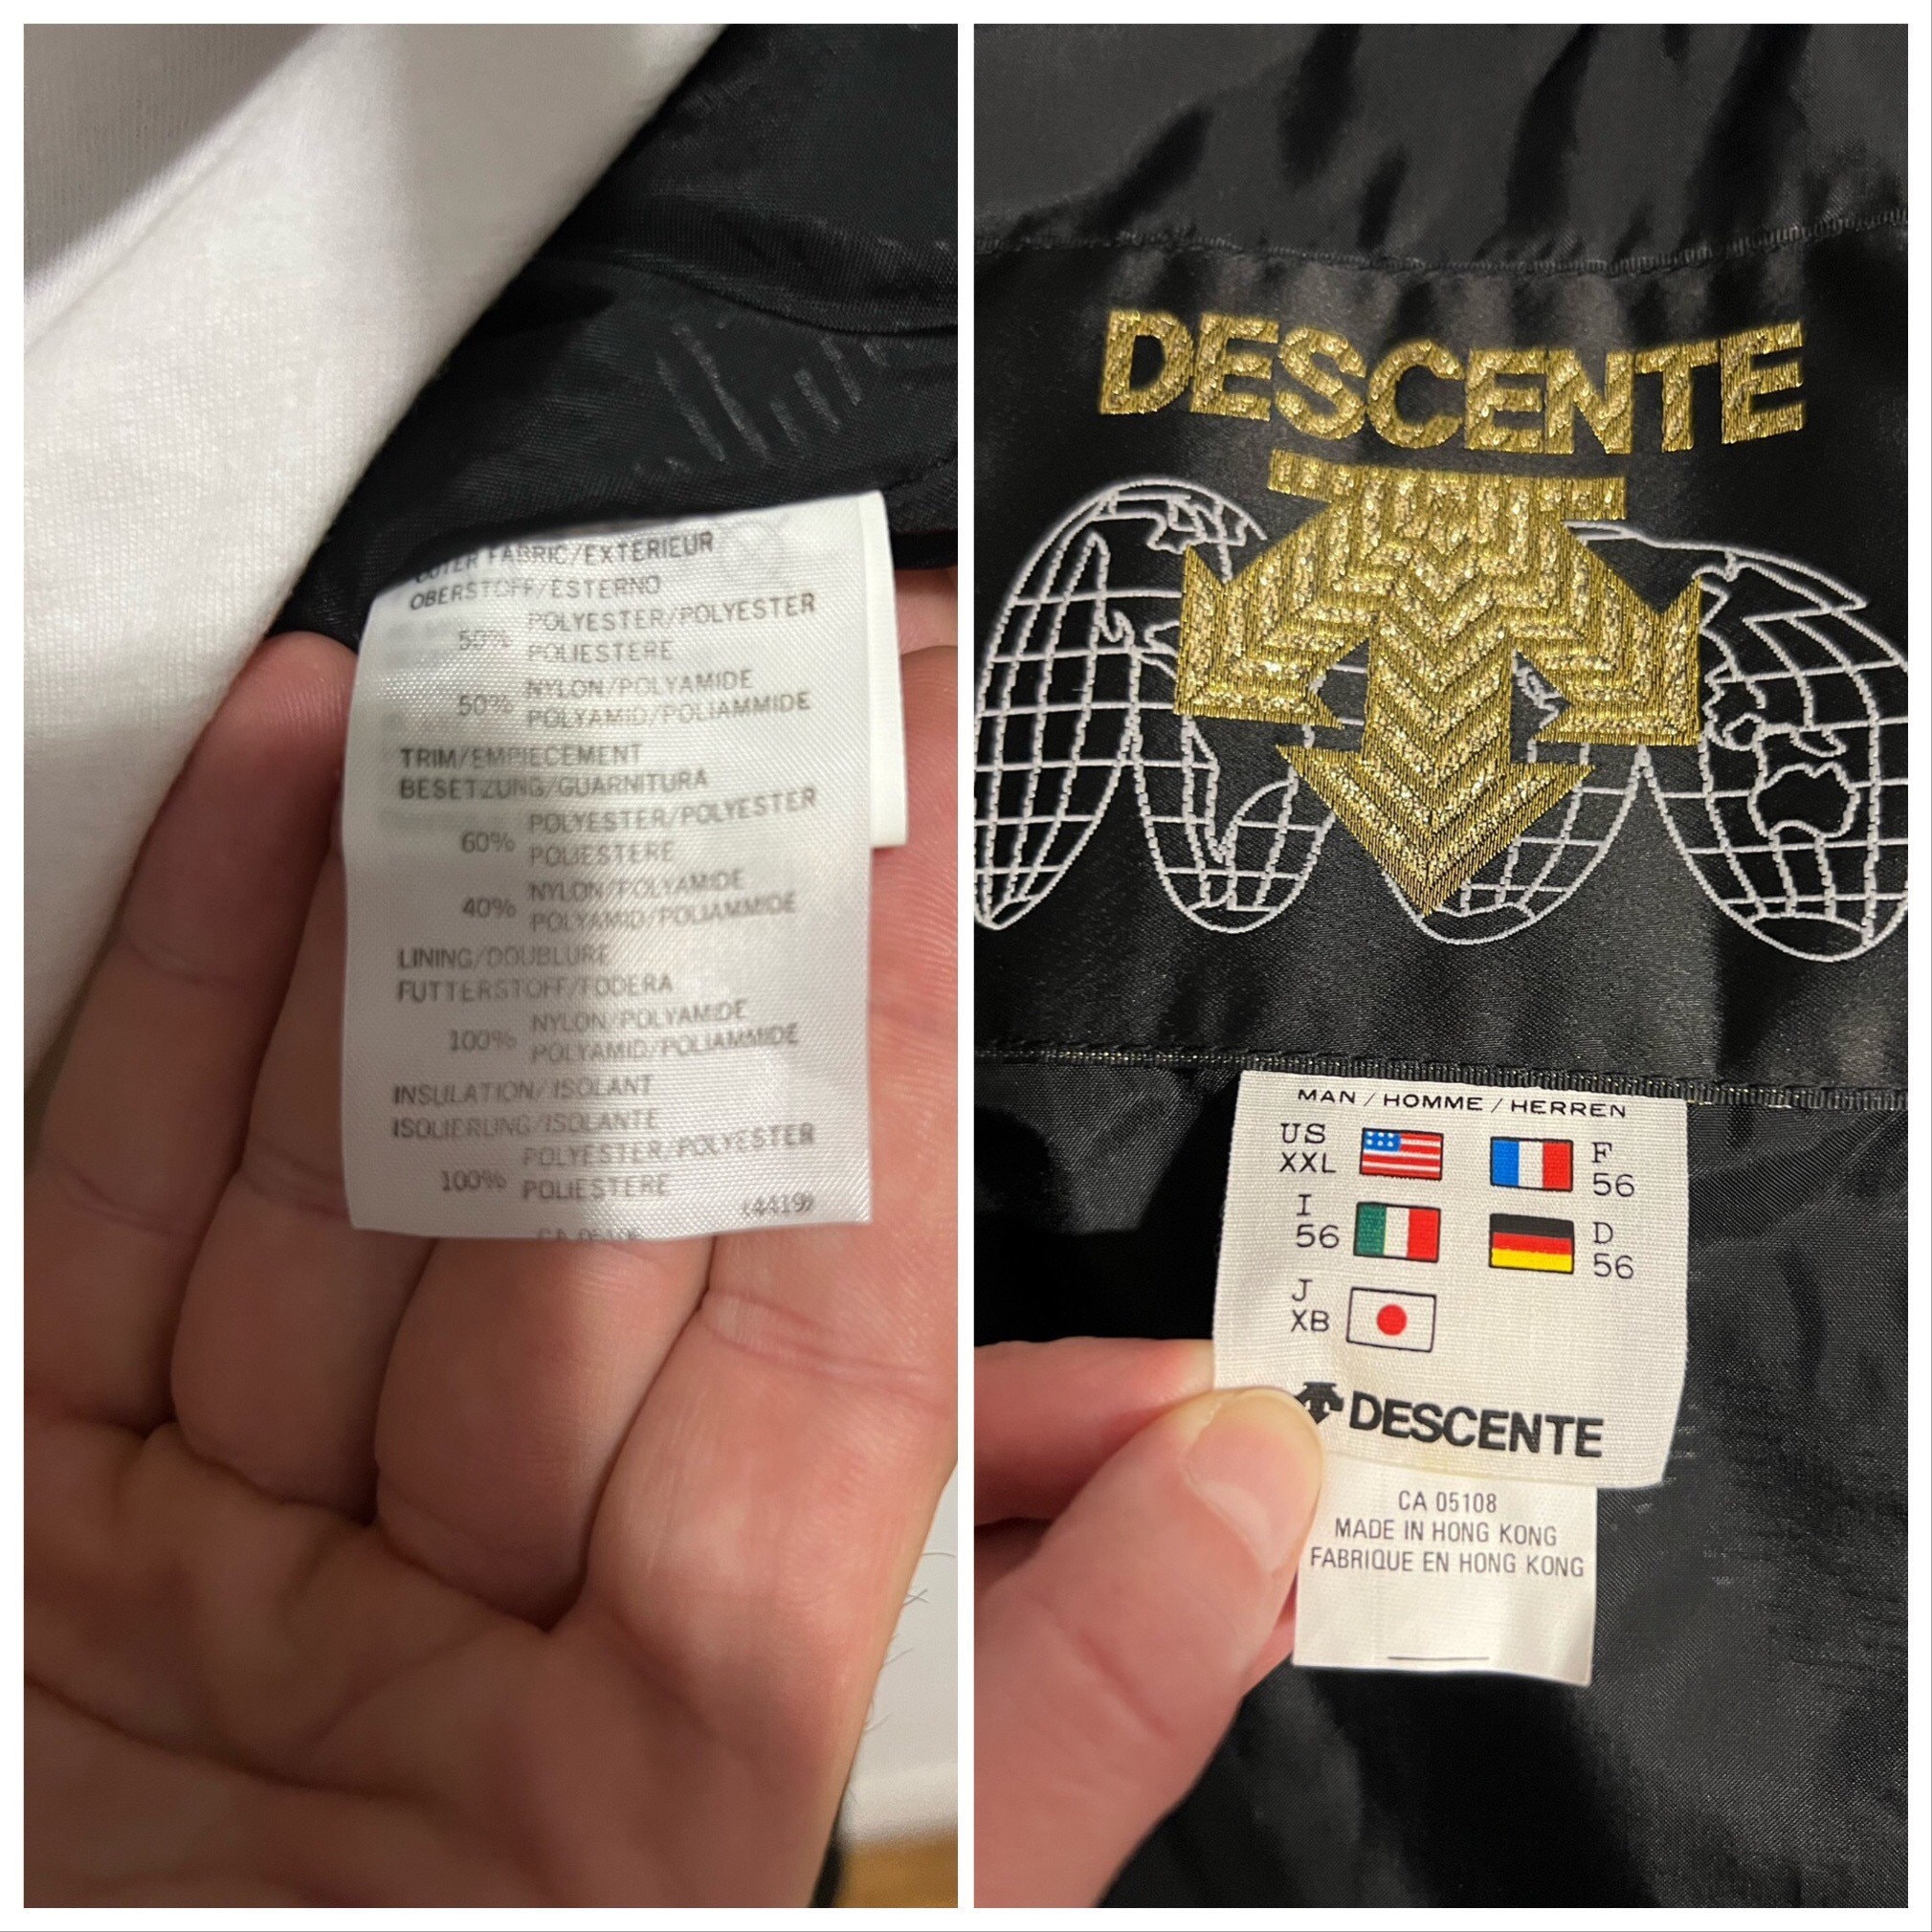 OUTER FABRIC/EXTERIEUR
OBERSTOFF/ESTERNO
50% POLYESTER/POLYESTER
POLIESTERE
50% NYLON/POLYAMIDE
POLYAMID/POLIAMMIDE
TRIM/EMPIECEMENT
BESETZUNG/GUARNITURA
60% POLYESTER/POLYESTER
POLIESTERE
40% NYLON/POLYAMIDE
POLYAMID/POLIAMMIDE
LINING/DOUBLURE
FUTTERSTOFF/FODERA
100% NYLON/POLYAMIDE
POLYAMID/POLIAMMIDE
INSULATION/ISOLANT
ISOLIERUNG/ISOLANTE
100% POLYESTER/POLYESTER
POLIESTERE
(4419)
DESCENTE
MAN / HOMME / HERREN
US XXL
F 56
I 56
D 56
J XB
DESCENTE
CA 05108
MADE IN HONG KONG
FABRIQUE EN HONG KONG